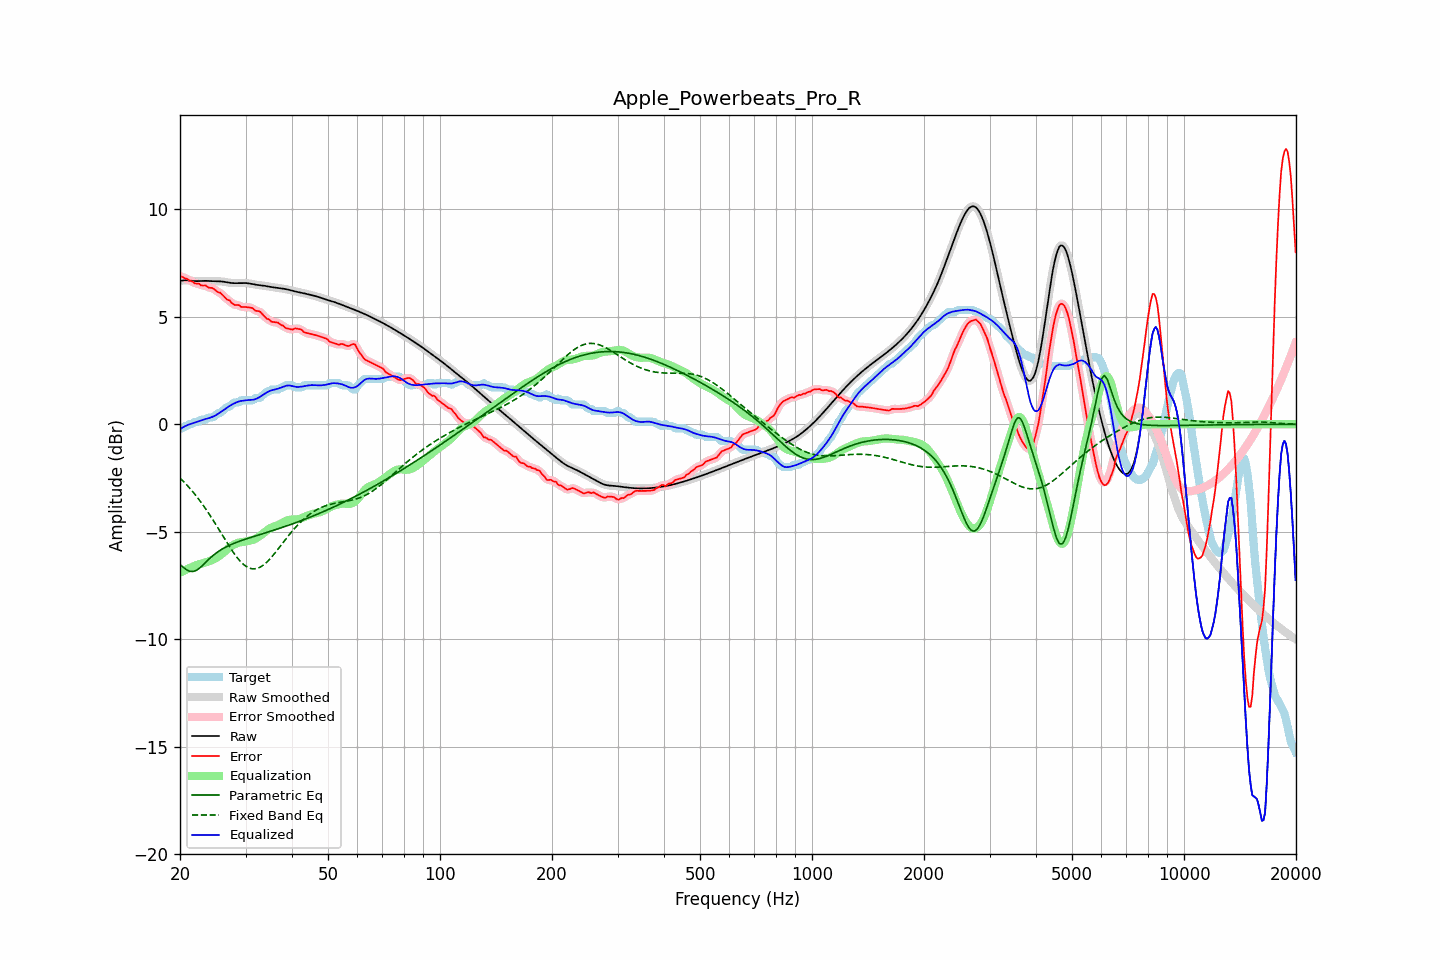 Apple_Powerbeats_Pro_R
Amplitude (dBr)
10
5
0
−5
−10
−15
−20
Target
Raw Smoothed
Error Smoothed
Raw
Error
Equalization
Parametric Eq
Fixed Band Eq
Equalized
20 50 100 200 500 1000 2000 5000 10000 20000
Frequency (Hz)